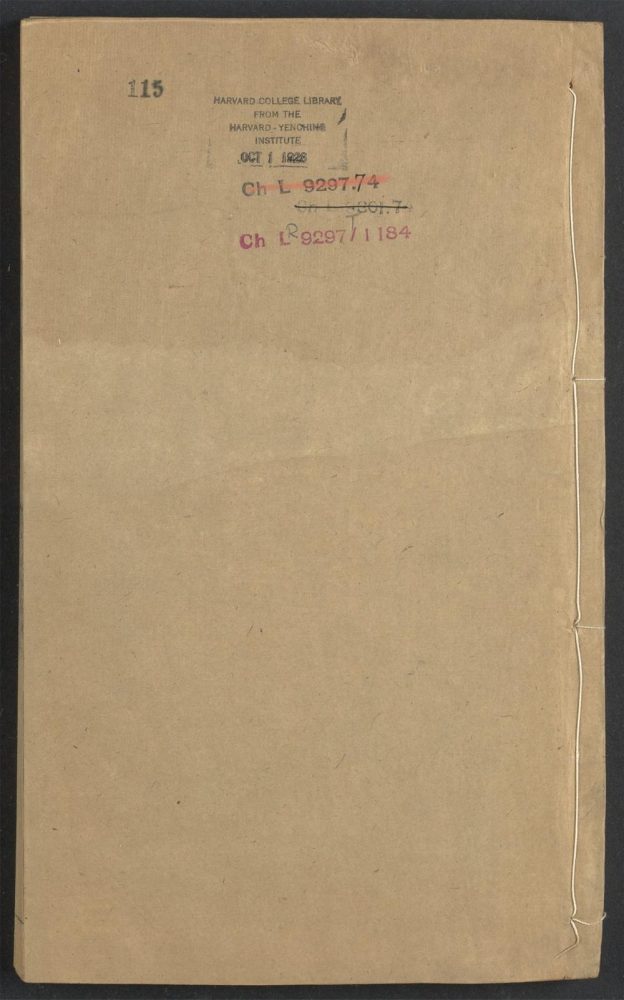 115
HARVARD COLLEGE LIBRARY
FROM THE
HARVARD-YENCHING
INSTITUTE
OCT 1 1928
Ch L 9297.74
Ch L R 9297 T 1184